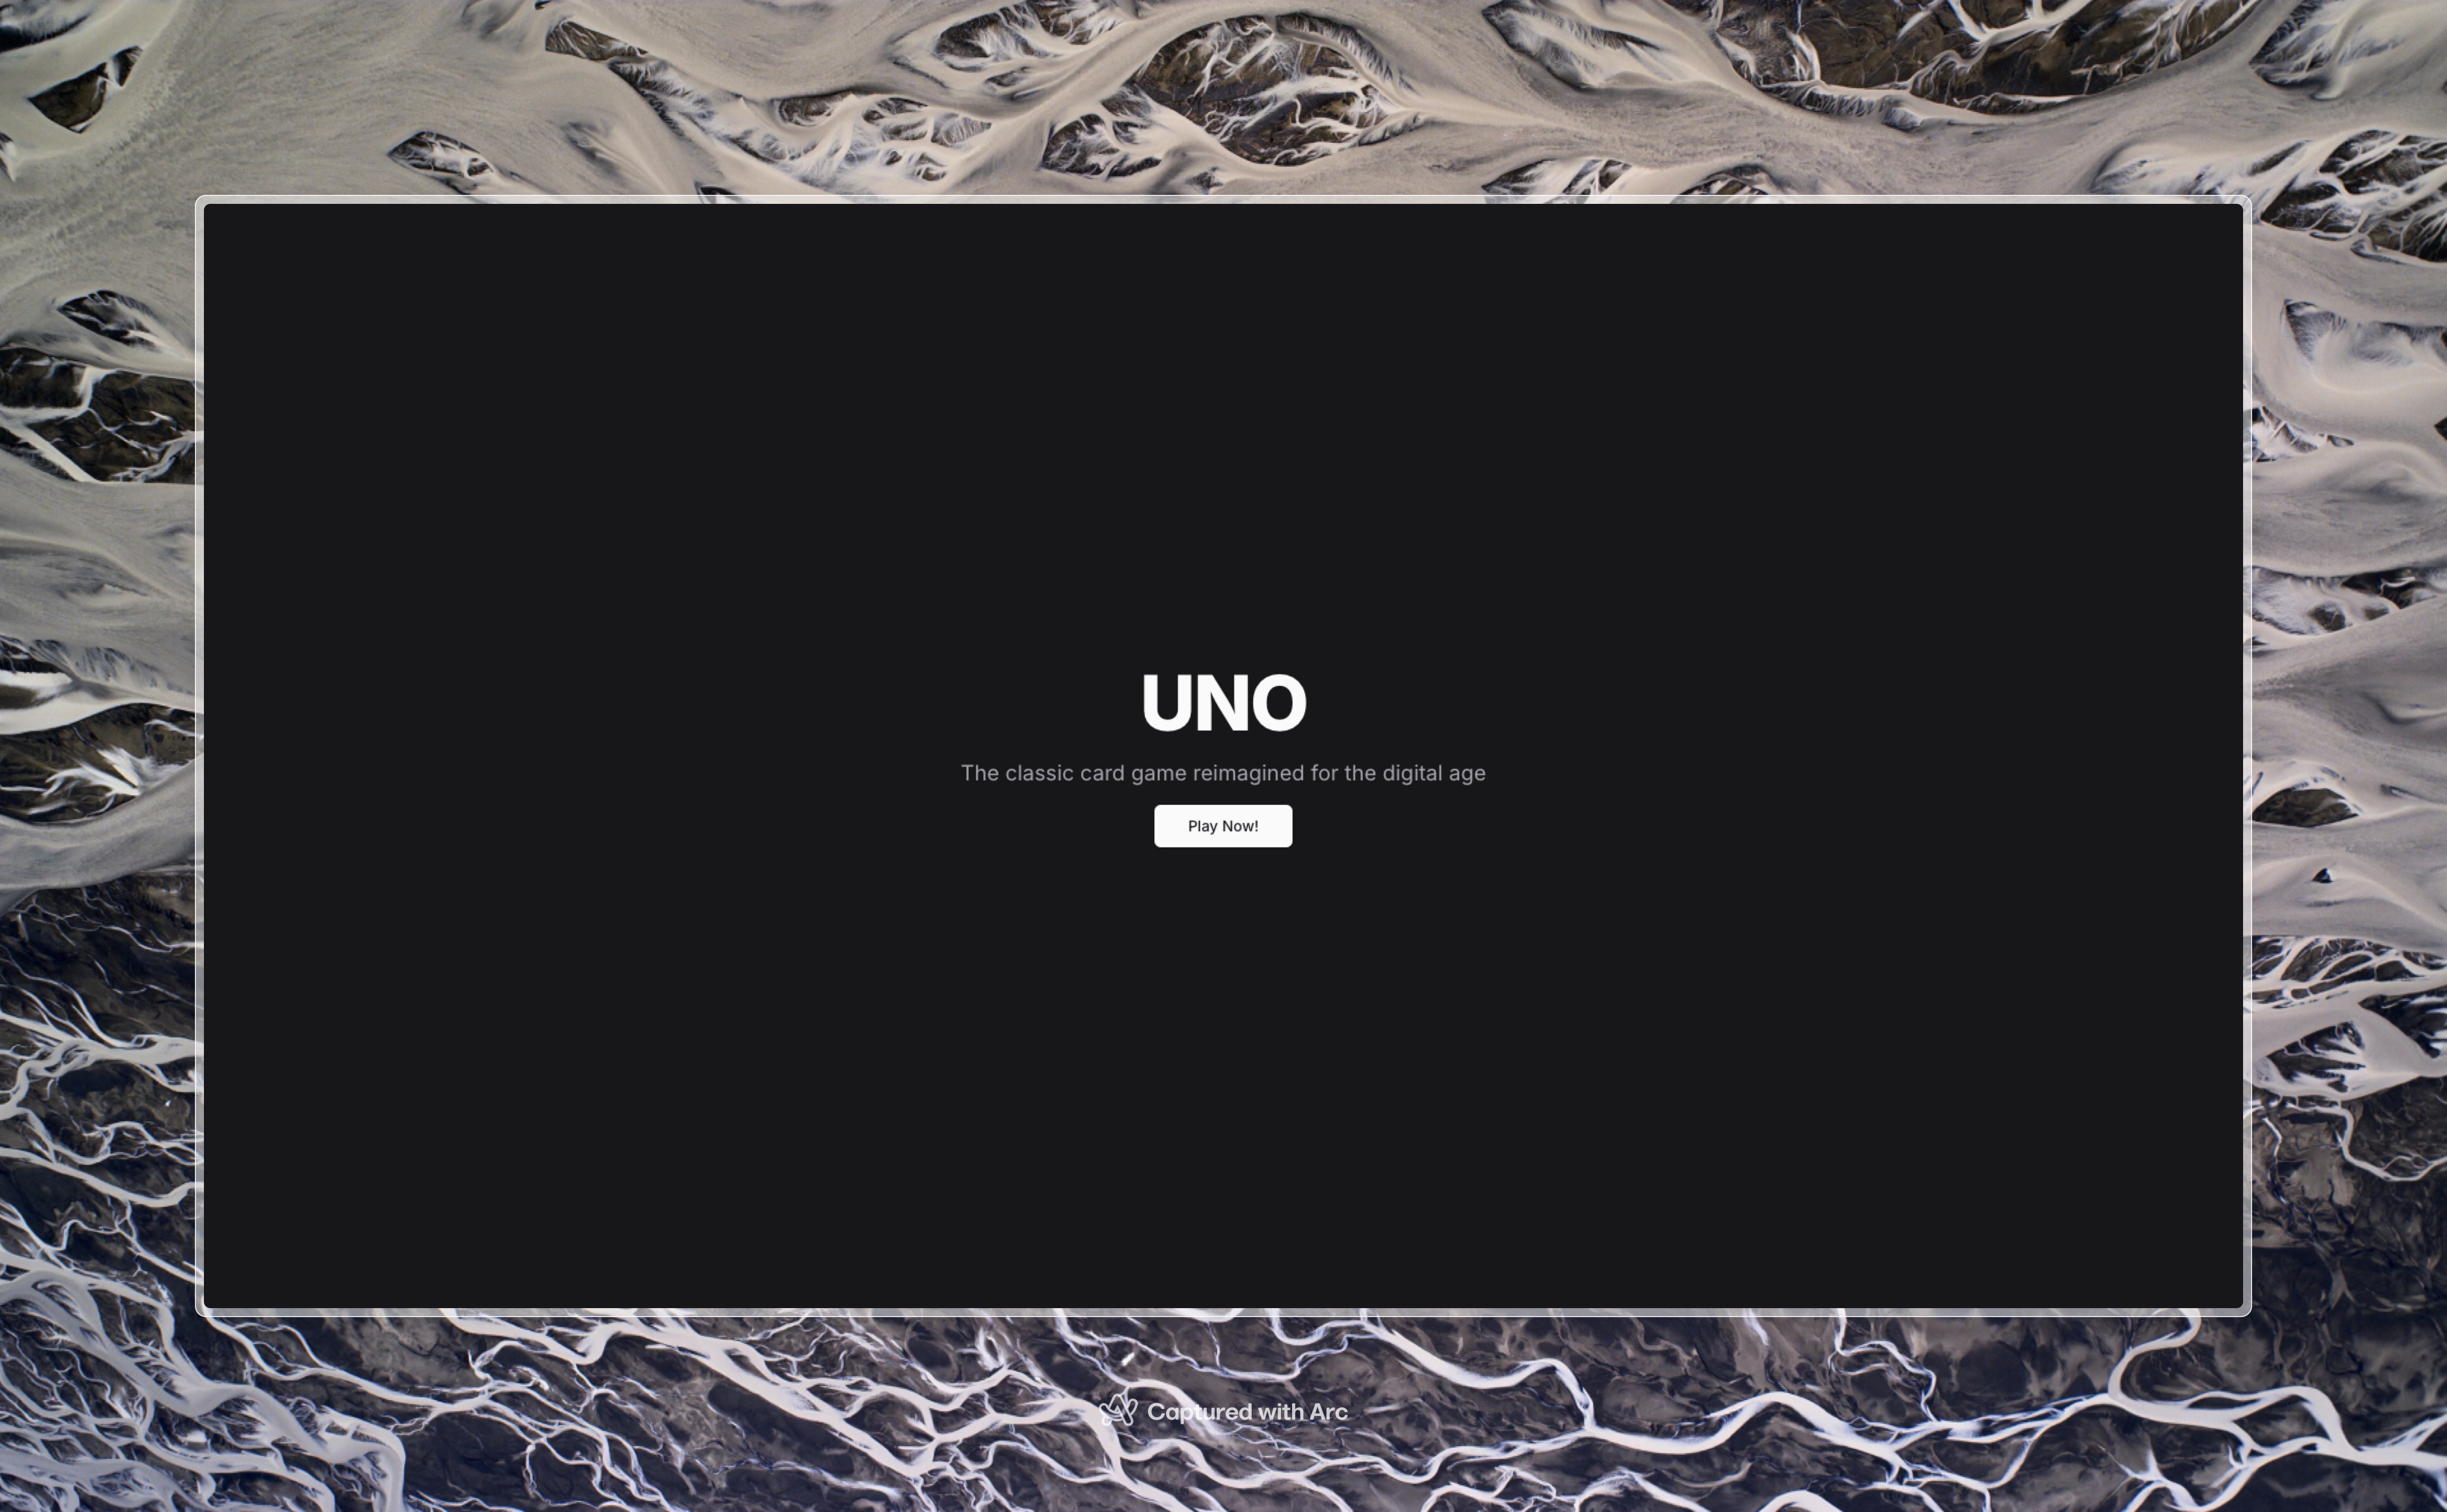 UNO
The classic card game reimagined for the digital age
Play Now!
Captured with Arc